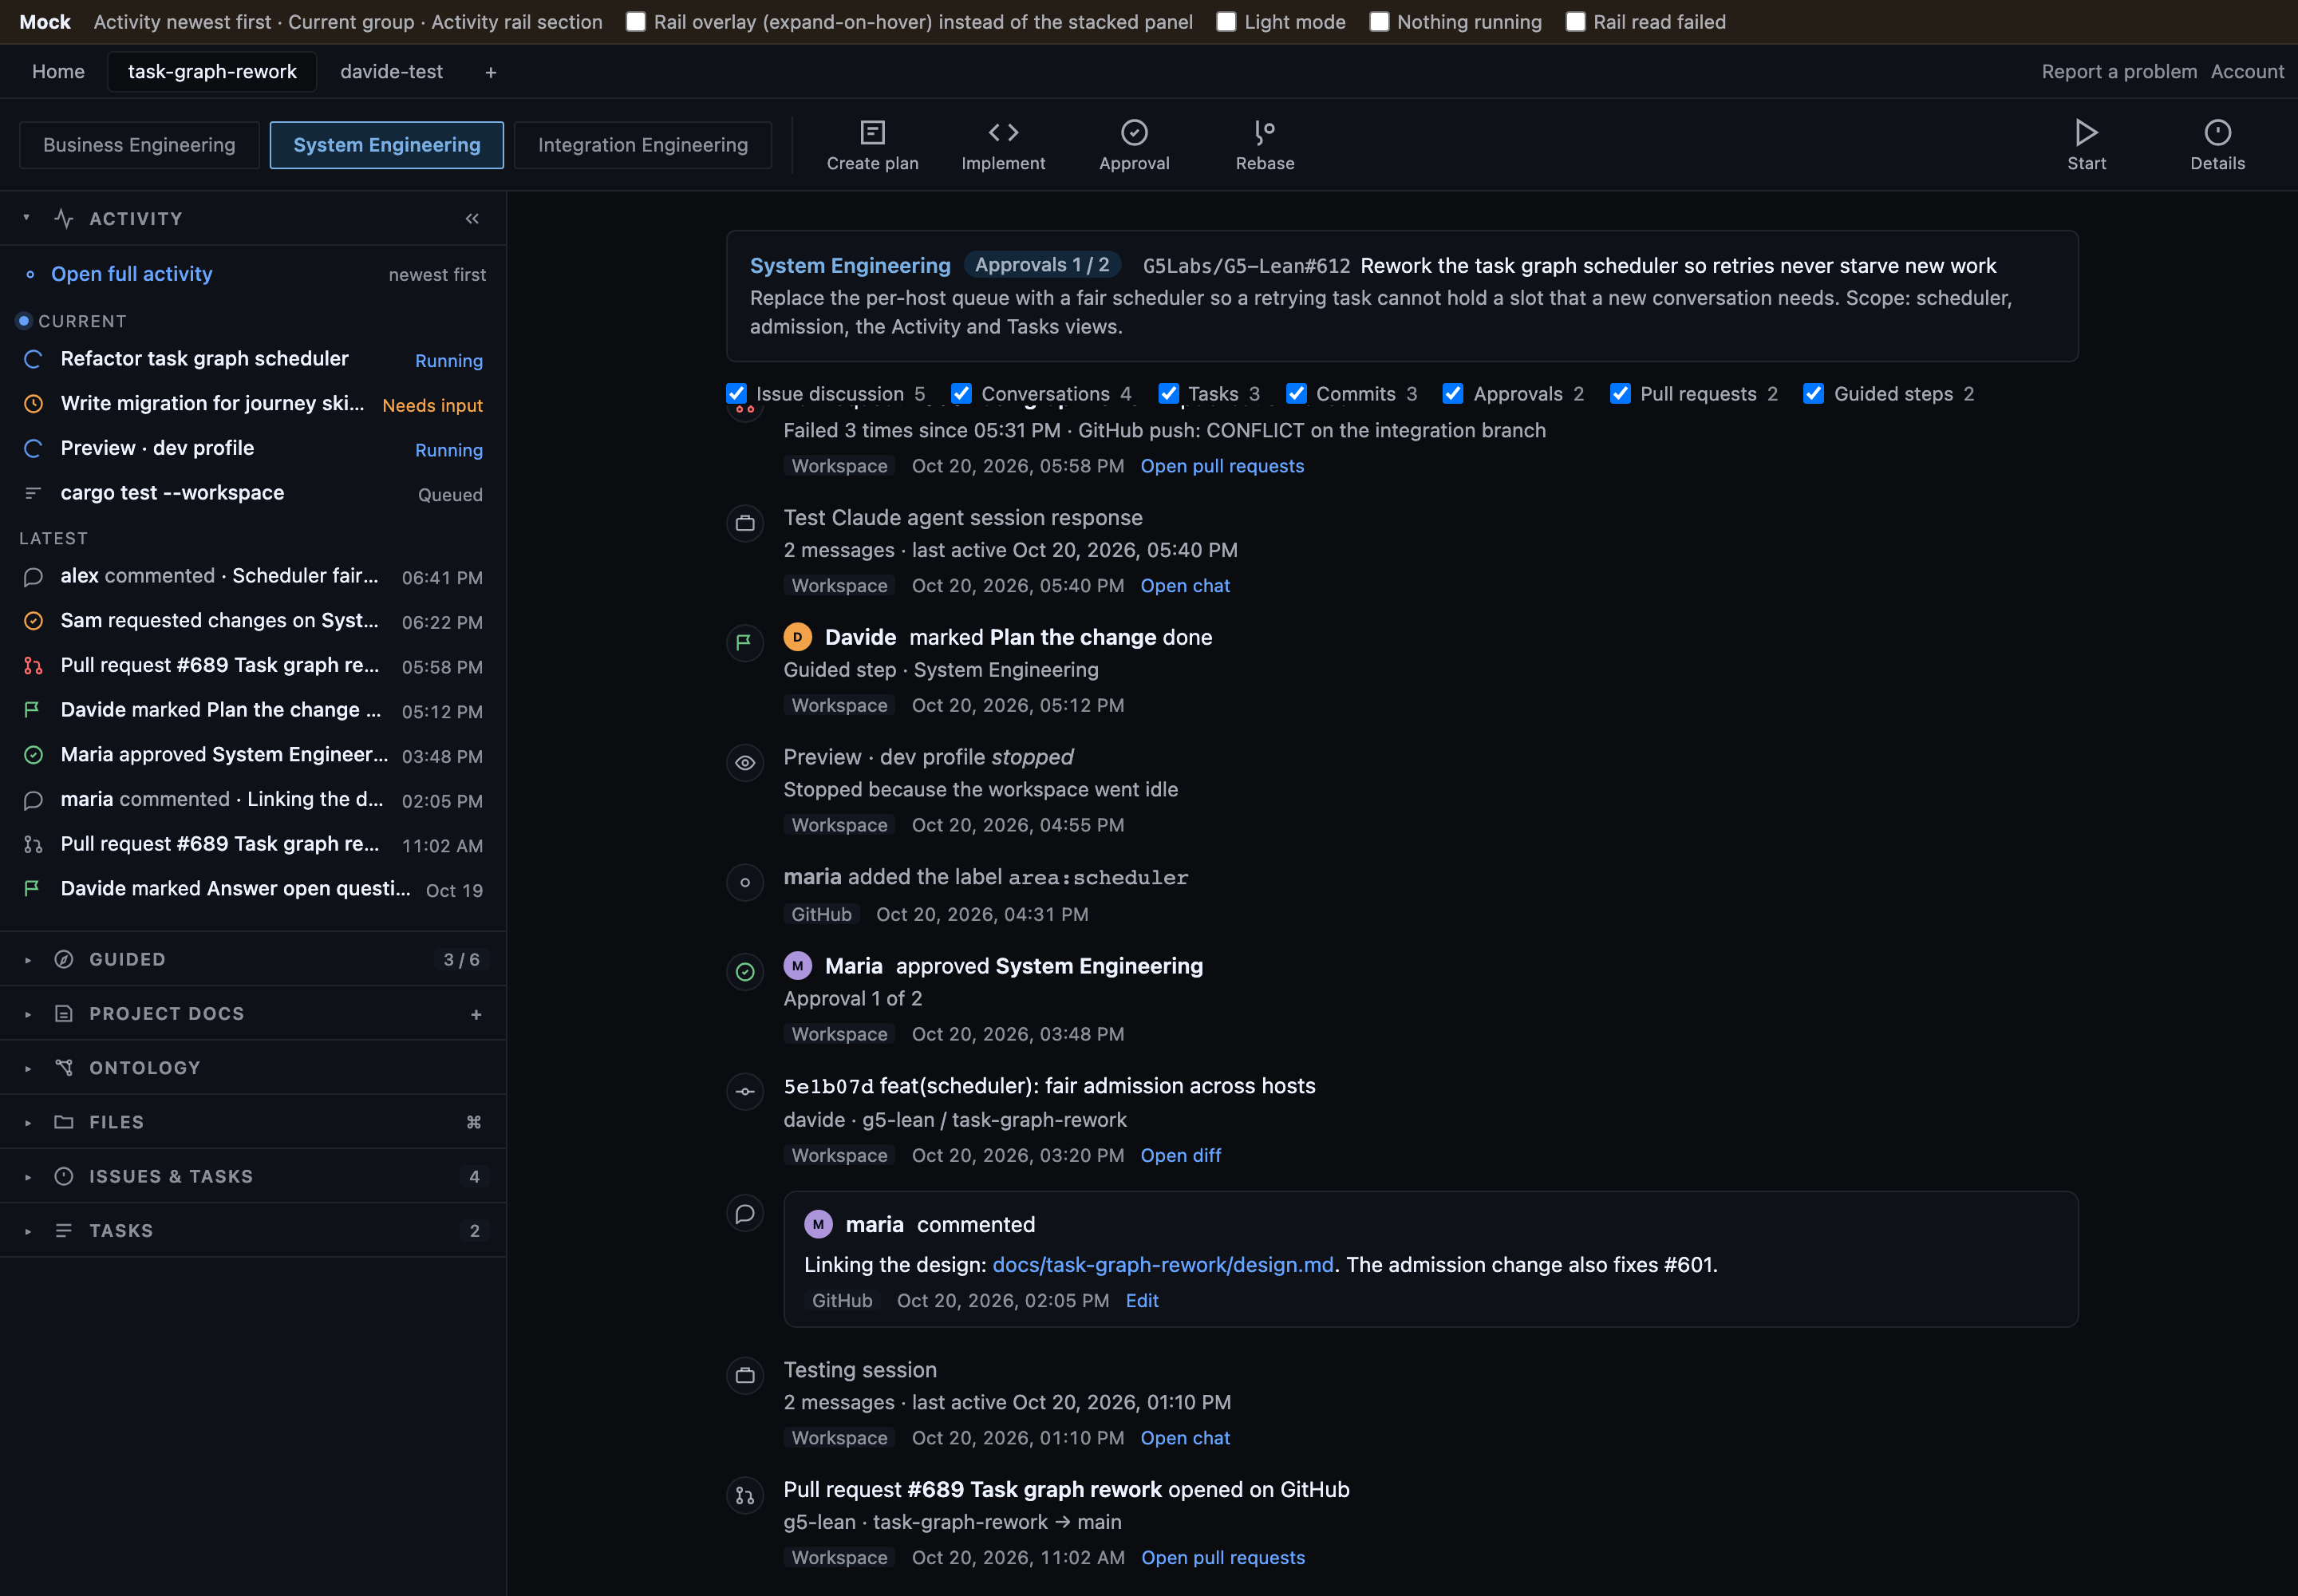 Mock Activity newest first · Current group · Activity rail section Rail overlay (expand-on-hover) instead of the stacked panel Light mode Nothing running Rail read failed
Home task-graph-rework davide-test + Report a problem Account
Business Engineering System Engineering Integration Engineering Create plan Implement Approval Rebase Start Details
ACTIVITY
Open full activity newest first
CURRENT
Refactor task graph scheduler Running
Write migration for journey ski... Needs input
Preview · dev profile Running
cargo test --workspace Queued
LATEST
alex commented · Scheduler fair... 06:41 PM
Sam requested changes on Syst... 06:22 PM
Pull request #689 Task graph re... 05:58 PM
Davide marked Plan the change ... 05:12 PM
Maria approved System Engineer... 03:48 PM
maria commented · Linking the d... 02:05 PM
Pull request #689 Task graph re... 11:02 AM
Davide marked Answer open questi... Oct 19
GUIDED 3 / 6
PROJECT DOCS +
ONTOLOGY
FILES ⌘
ISSUES & TASKS 4
TASKS 2
System Engineering Approvals 1 / 2 G5Labs/G5-Lean#612 Rework the task graph scheduler so retries never starve new work
Replace the per-host queue with a fair scheduler so a retrying task cannot hold a slot that a new conversation needs. Scope: scheduler,
admission, the Activity and Tasks views.
Issue discussion 5 Conversations 4 Tasks 3 Commits 3 Approvals 2 Pull requests 2 Guided steps 2
Failed 3 times since 05:31 PM · GitHub push: CONFLICT on the integration branch
Workspace Oct 20, 2026, 05:58 PM Open pull requests
Test Claude agent session response
2 messages · last active Oct 20, 2026, 05:40 PM
Workspace Oct 20, 2026, 05:40 PM Open chat
D Davide marked Plan the change done
Guided step · System Engineering
Workspace Oct 20, 2026, 05:12 PM
Preview · dev profile stopped
Stopped because the workspace went idle
Workspace Oct 20, 2026, 04:55 PM
maria added the label area:scheduler
GitHub Oct 20, 2026, 04:31 PM
M Maria approved System Engineering
Approval 1 of 2
Workspace Oct 20, 2026, 03:48 PM
5e1b07d feat(scheduler): fair admission across hosts
davide · g5-lean / task-graph-rework
Workspace Oct 20, 2026, 03:20 PM Open diff
M maria commented
Linking the design: docs/task-graph-rework/design.md. The admission change also fixes #601.
GitHub Oct 20, 2026, 02:05 PM Edit
Testing session
2 messages · last active Oct 20, 2026, 01:10 PM
Workspace Oct 20, 2026, 01:10 PM Open chat
Pull request #689 Task graph rework opened on GitHub
g5-lean · task-graph-rework → main
Workspace Oct 20, 2026, 11:02 AM Open pull requests